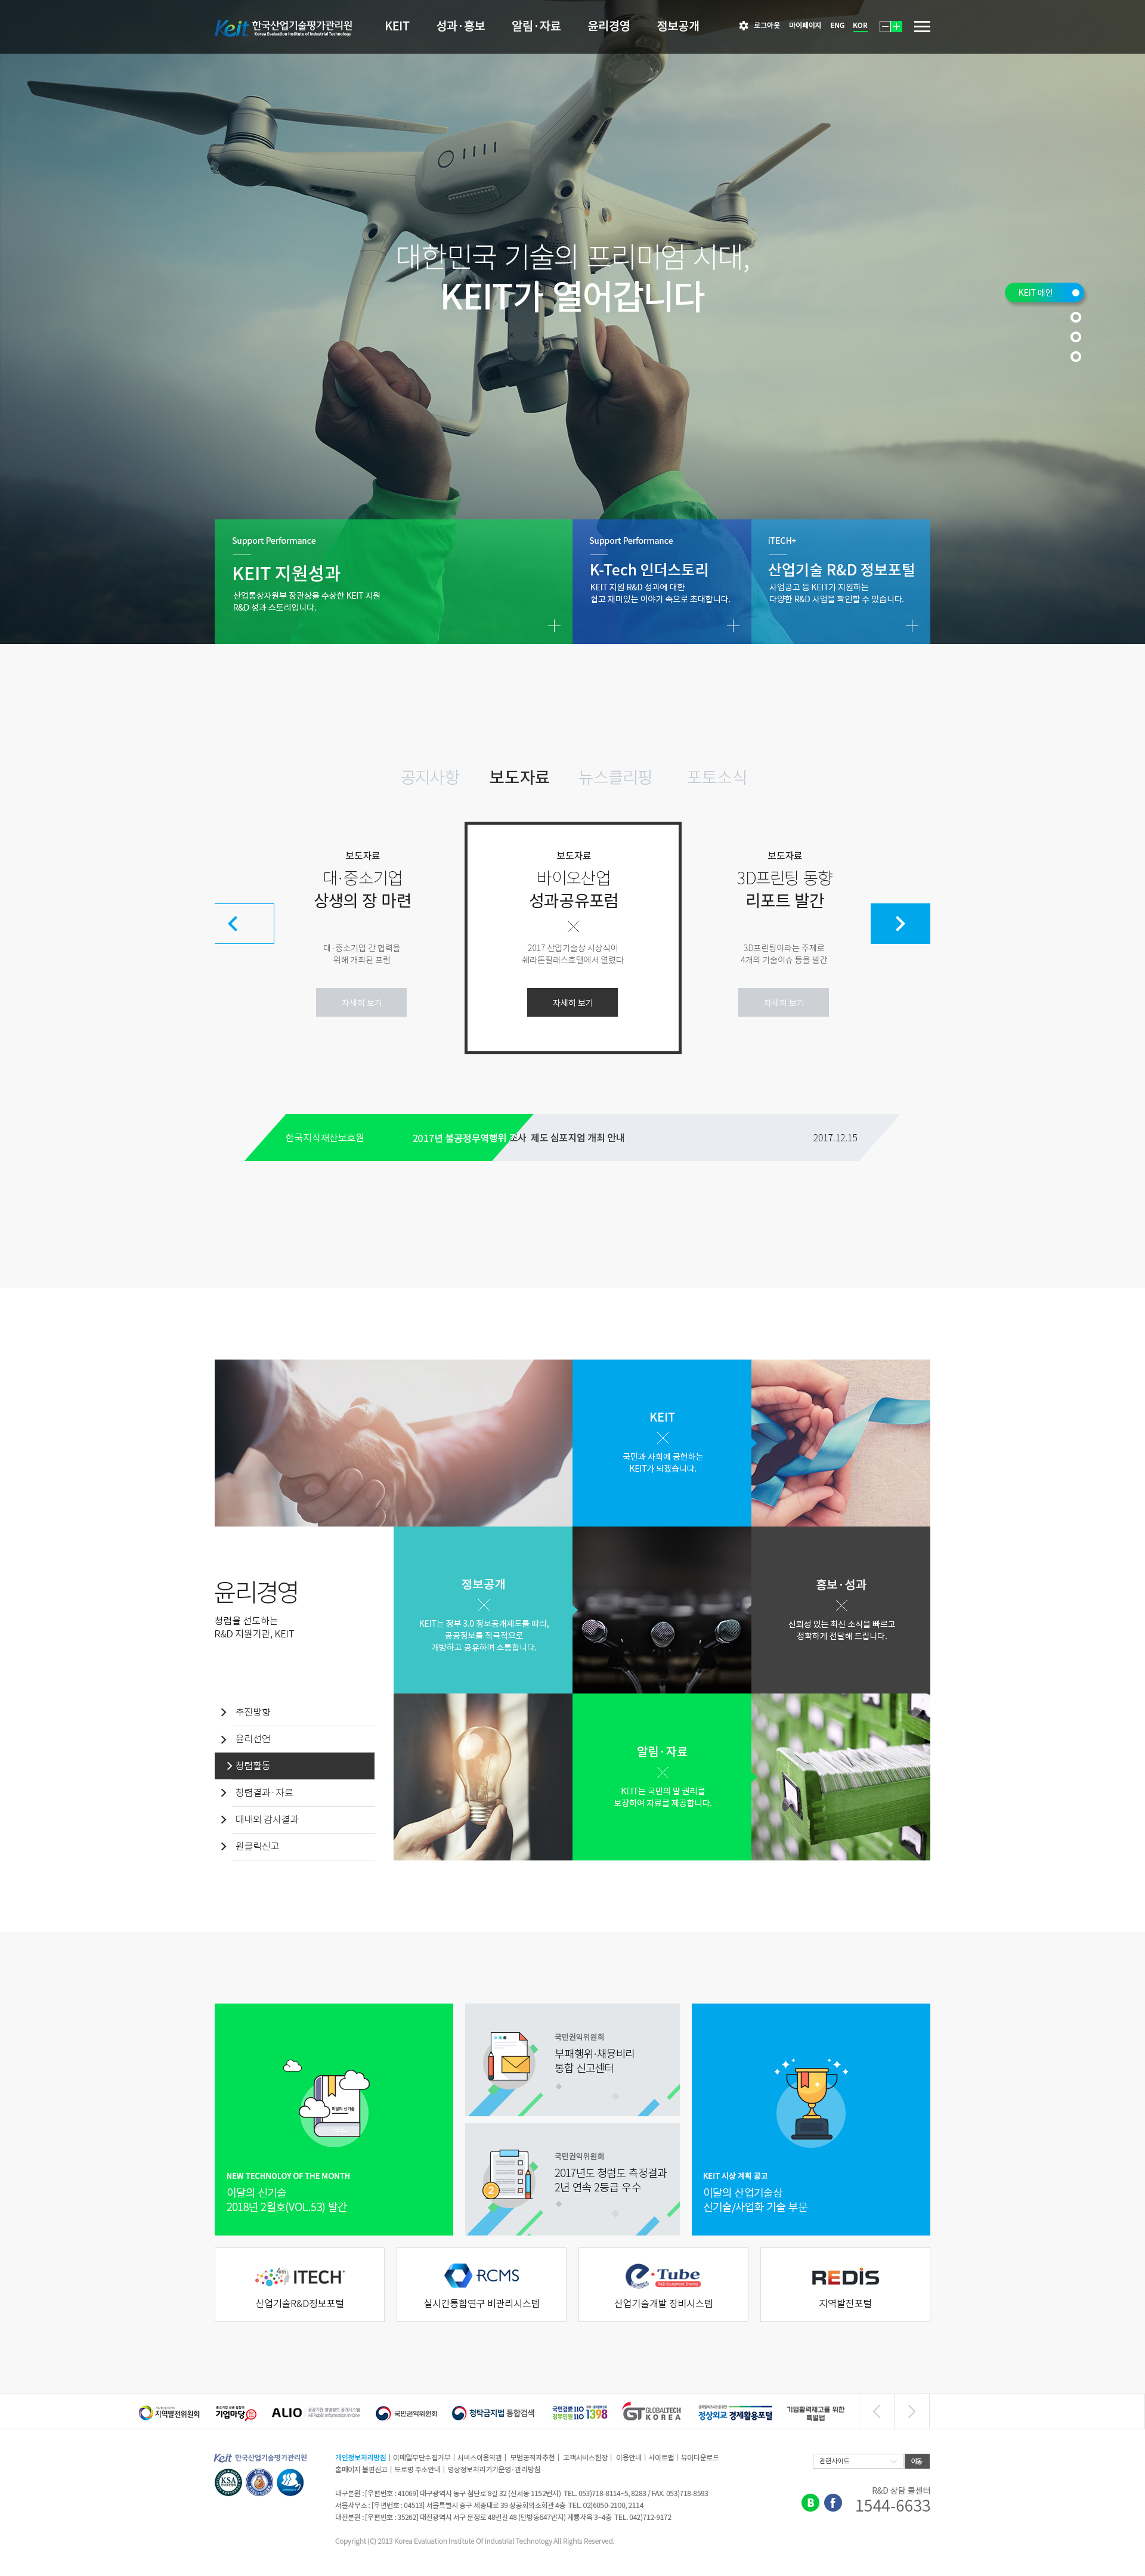 Keit 한국산업기술평가관리원
Korea Evaluation Institute of Industrial Technology
KEIT 성과·홍보 알림·자료 윤리경영 정보공개
로그아웃 마이페이지 ENG KOR
대한민국 기술의 프리미엄 시대,
KEIT가 열어갑니다
KEIT 메인
Support Performance
KEIT 지원성과
산업통상자원부 장관상을 수상한 KEIT 지원
R&D 성과 스토리입니다.
Support Performance
K-Tech 인더스토리
KEIT 지원 R&D 성과에 대한
쉽고 재미있는 이야기 속으로 초대합니다.
iTECH+
산업기술 R&D 정보포털
사업공고 등 KEIT가 지원하는
다양한 R&D 사업을 확인할 수 있습니다.
공지사항 보도자료 뉴스클리핑 포토소식
보도자료
대·중소기업
상생의 장 마련
대·중소기업 간 협력을
위해 개최된 포럼
자세히 보기
보도자료
바이오산업
성과공유포럼
2017 산업기술상 시상식이
쉐라톤팔래스호텔에서 열렸다
자세히 보기
보도자료
3D프린팅 동향
리포트 발간
3D프린팅이라는 주제로
4개의 기술이슈 등을 발간
자세히 보기
한국지식재산보호원 2017년 불공정무역행위 조사 제도 심포지엄 개최 안내 2017.12.15
KEIT
국민과 사회에 공헌하는
KEIT가 되겠습니다.
윤리경영
청렴을 선도하는
R&D 지원기관, KEIT
정보공개
KEIT는 정부 3.0 정보공개제도를 따라,
공공정보를 적극적으로
개방하고 공유하며 소통합니다.
홍보·성과
신뢰성 있는 최신 소식을 빠르고
정확하게 전달해 드립니다.
추진방향
윤리선언
청렴활동
청렴결과·자료
대내외 감사결과
원클릭신고
알림·자료
KEIT는 국민의 알 권리를
보장하여 자료를 제공합니다.
이달의 신기술
NEW TECHNOLOY OF THE MONTH
이달의 신기술
2018년 2월호(VOL.53) 발간
국민권익위원회
부패행위·채용비리
통합 신고센터
2
국민권익위원회
2017년도 청렴도 측정결과
2년 연속 2등급 우수
KEIT 시상 계획 공고
이달의 산업기술상
신기술/사업화 기술 부문
ITECH
산업기술R&D정보포털
RCMS
실시간통합연구 비관리시스템
e·Tube
산업기술개발 장비시스템
REDIS
지역발전포털
지역발전위원회
기업마당
ALIO
국민권익위원회
청탁금지법 통합검색
국민콜 110
정부민원 110 1398
GT GLOBALTECH KOREA
정상외교 경제활용포털
기업활력제고를 위한
특별법
Keit 한국산업기술평가관리원
KSA
개인정보처리방침 | 이메일무단수집거부 | 서비스이용약관 | 모범공직자추천 | 고객서비스헌장 | 이용안내 | 사이트맵 | 뷰어다운로드
홈페이지 불편신고 | 도로명 주소안내 | 영상정보처리기기운영·관리방침
대구본원 : [우편번호 : 41069] 대구광역시 동구 첨단로 8길 32 (신서동 1152번지) TEL. 053)718-8114~5, 8283 / FAX. 053)718-8593
서울사무소 : [우편번호 : 04513] 서울특별시 중구 세종대로 39 상공회의소회관 4층 TEL. 02)6050-2100, 2114
대전분원 : [우편번호 : 35262] 대전광역시 서구 문정로 48번길 48 (탄방동647번지) 계룡사옥 3~4층 TEL. 042)712-9172
Copyright (C) 2013 Korea Evaluation Institute Of Industrial Technology All Rights Reserved.
관련사이트 이동
R&D 상담 콜센터
B f 1544-6633